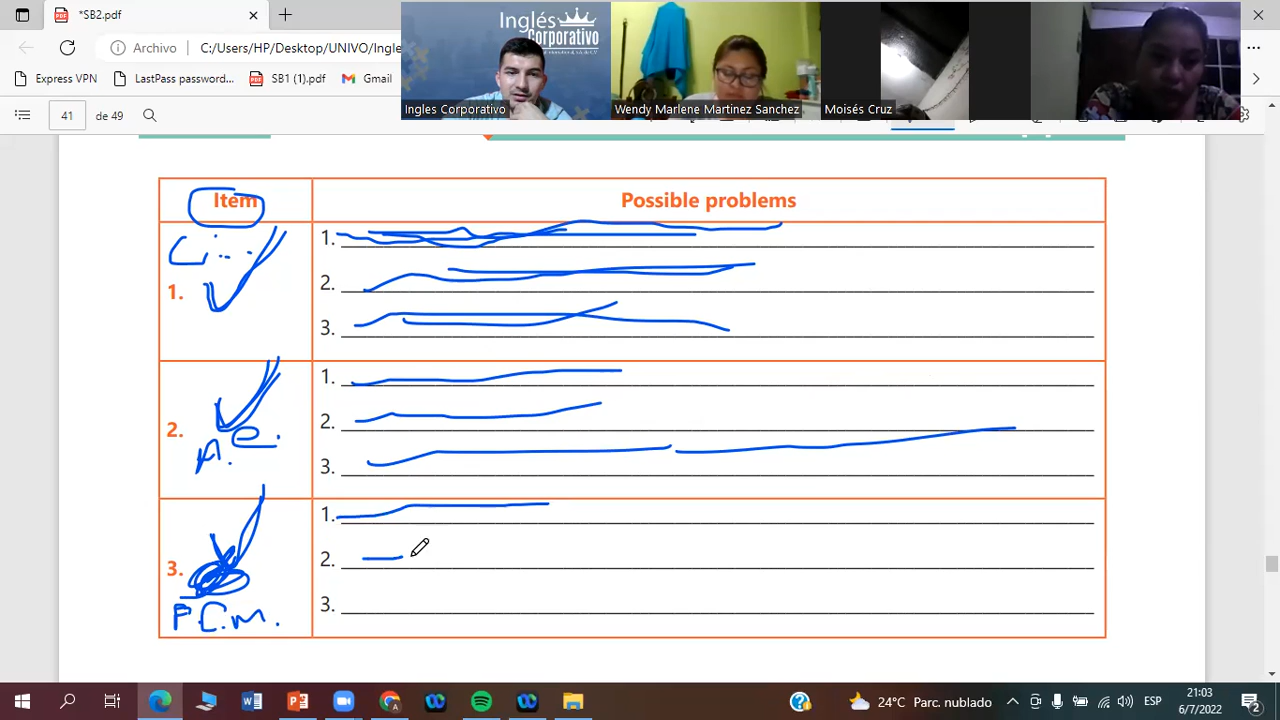 *SB2.pdf
Archivo
C:/Users/HP/Desktop/UNIVO/Ingle
Express VPN
LastPass password...
SB1 (1).pdf
Gmail
41
de 49
Inglés
Corporativo
Ingles Corporativo
Wendy Marlene Martinez Sanchez
Moisés Cruz
Item
Possible problems
Ci...
1.
1.
2.
3.
2.
A.e.
1.
2.
3.
3.
P.C.m.
1.
2.
3.
24°C Parc. nublado
ESP
21:03
6/7/2022
2